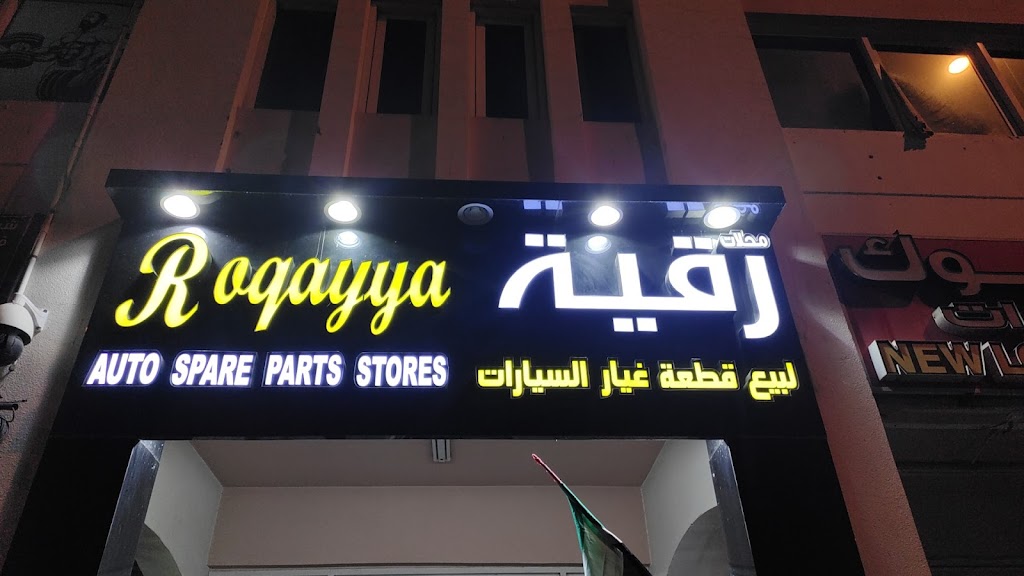 Roqayya
AUTO SPARE PARTS STORES
محلات
رقية
لبيع قطعة غيار السيارات
NEW